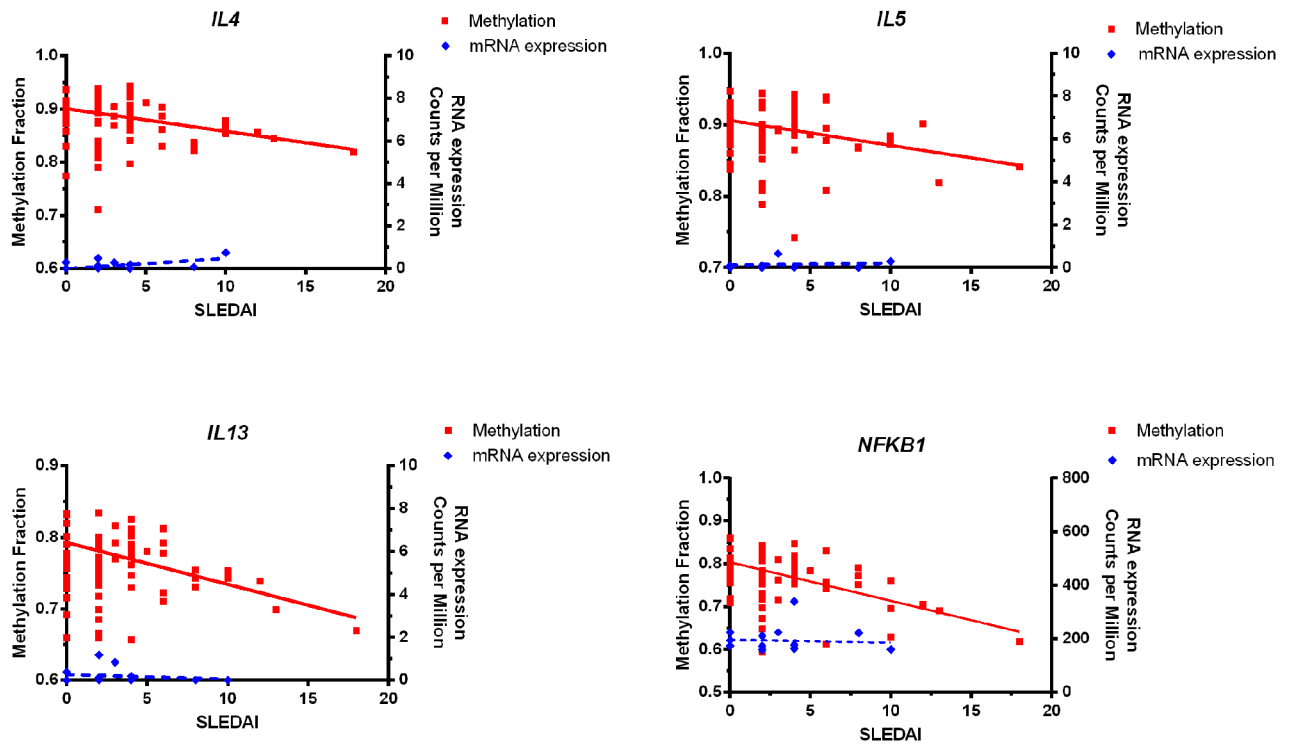 IL4
Methylation
mRNA expression
1.0
0.9
0.8
0.7
0.6
10
8
6
4
2
0
0
5
10
15
20
Methylation Fraction
RNA expression
Counts per Million
SLEDAI
IL5
Methylation
mRNA expression
1.0
0.9
0.8
0.7
10
8
6
4
2
0
0
5
10
15
20
Methylation Fraction
RNA expression
Counts per Million
SLEDAI
IL13
Methylation
mRNA expression
0.9
0.8
0.7
0.6
10
8
6
4
2
0
0
5
10
15
20
Methylation Fraction
RNA expression
Counts per Million
SLEDAI
NFKB1
Methylation
mRNA expression
1.0
0.9
0.8
0.7
0.6
0.5
800
600
400
200
0
0
5
10
15
20
Methylation Fraction
RNA expression
Counts per Million
SLEDAI